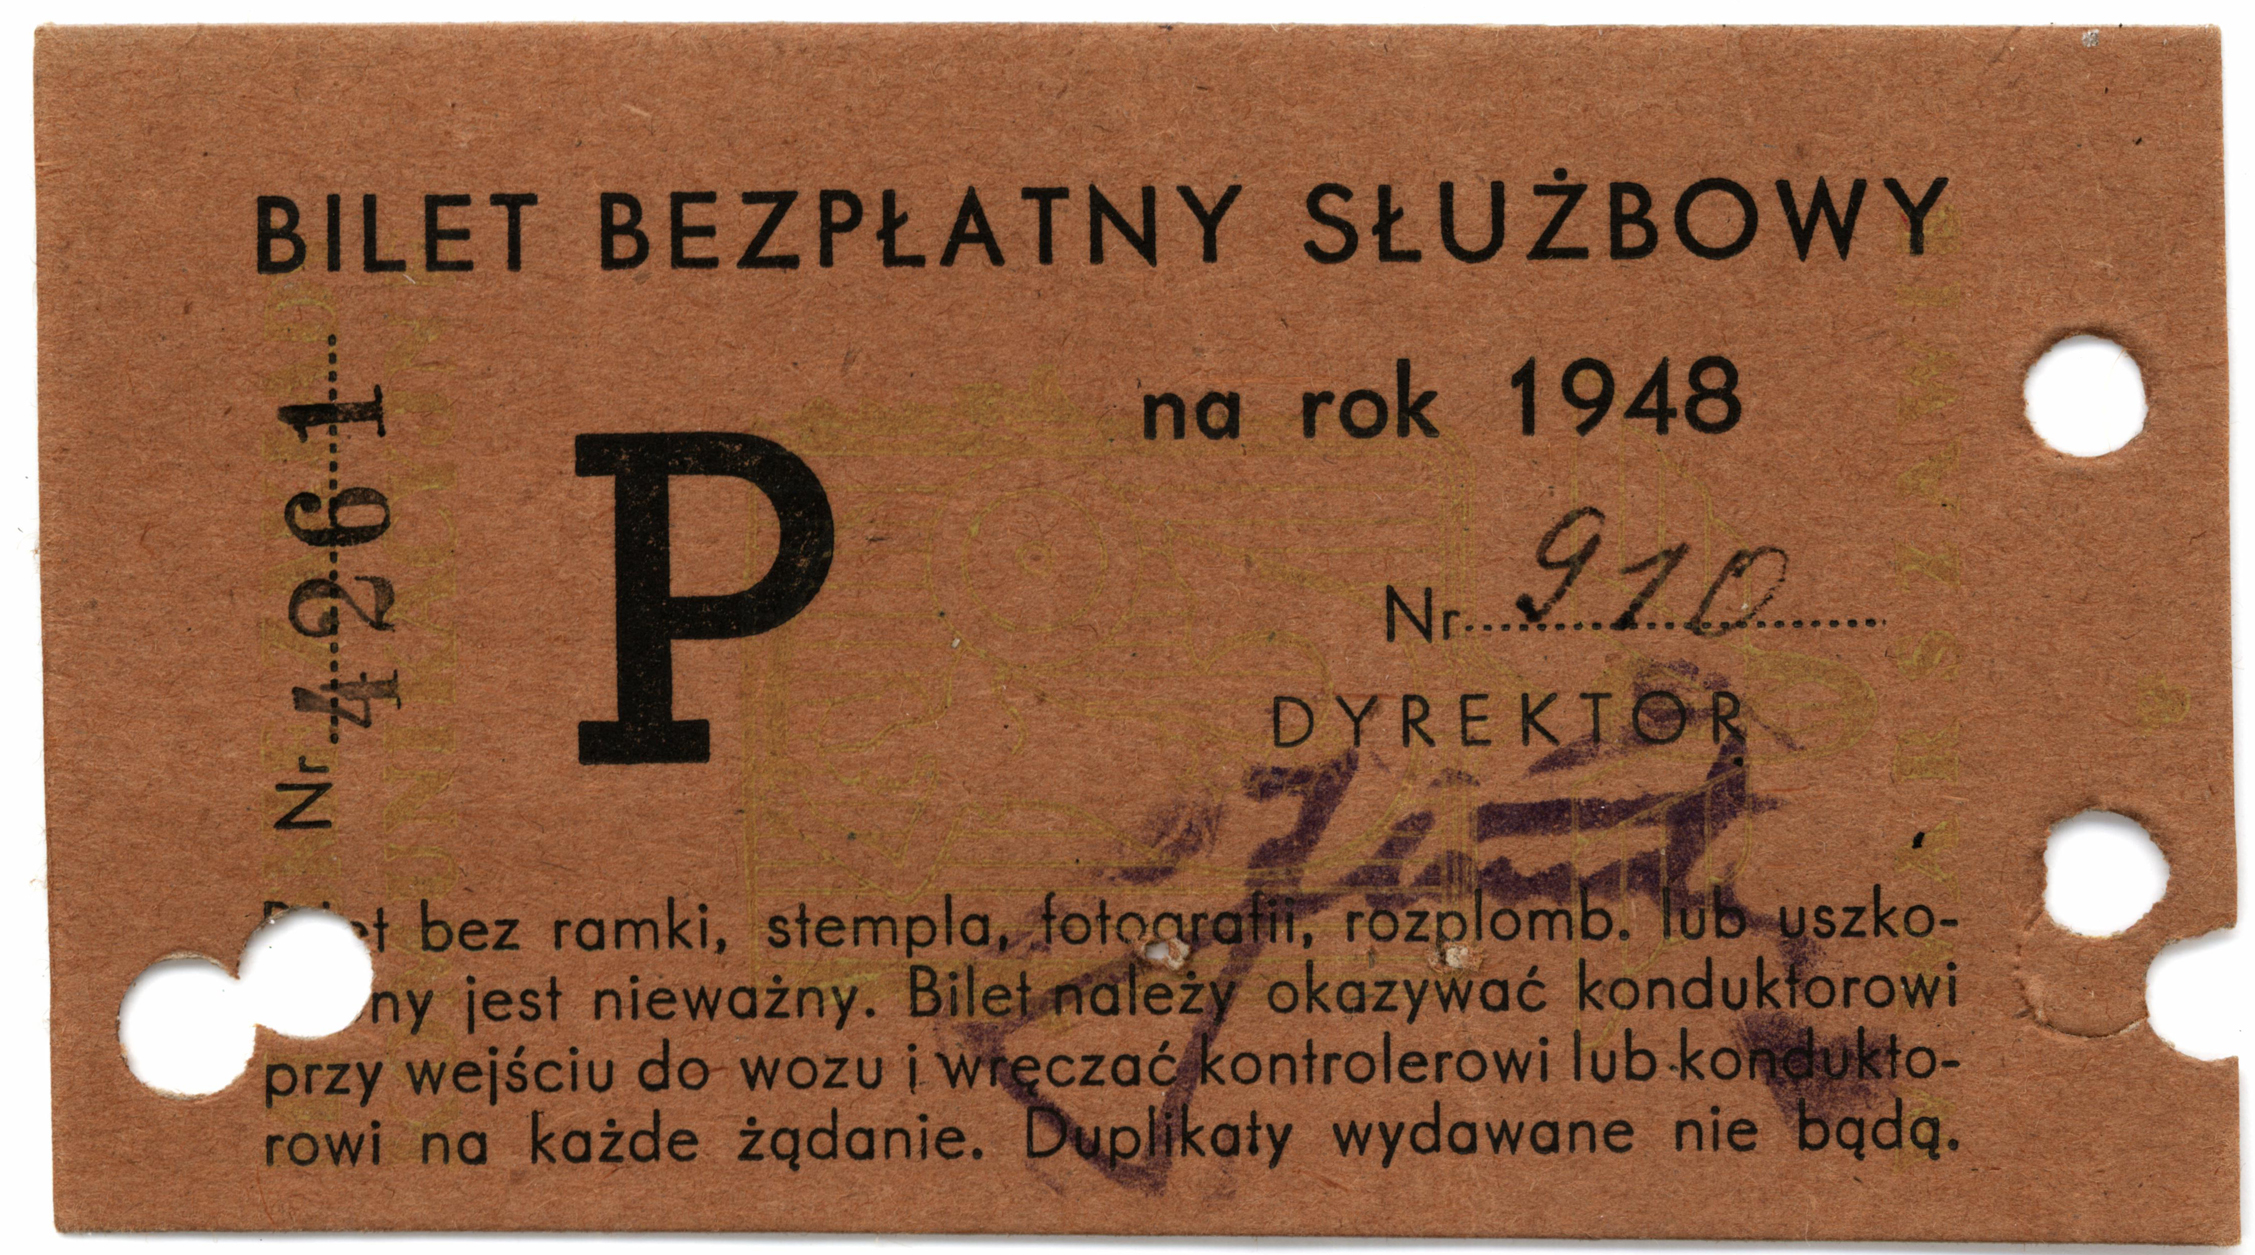 BILET BEZPŁATNY SŁUŻBOWY
na rok 1948
Nr 4261
P
Nr 910
DYREKTOR
bez ramki, stempla, fotografii, rozplomb. lub uszko-
ny jest nieważny. Bilet należy okazywać konduktorowi
przy wejściu do wozu i wręczać kontrolerowi lub kondukto-
rowi na każde żądanie. Duplikaty wydawane nie bądą.